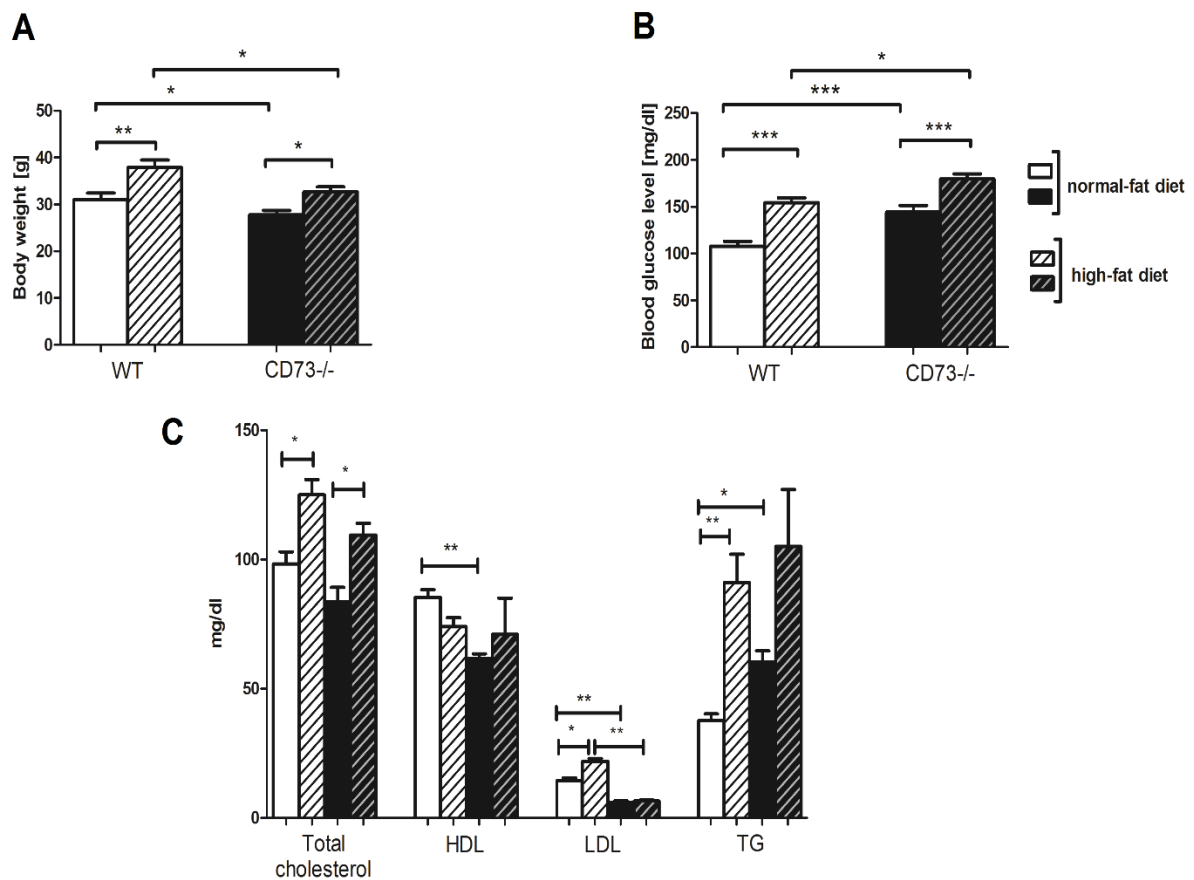 A
*
*
**
*
Body weight [g]
50
40
30
20
10
0
WT
CD73-/-
B
*
***
***
***
Blood glucose level [mg/dl]
250
200
150
100
50
0
WT
CD73-/-
normal-fat diet
high-fat diet
C
*
*
**
**
*
**
*
**
mg/dl
150
100
50
0
Total
cholesterol
HDL
LDL
TG